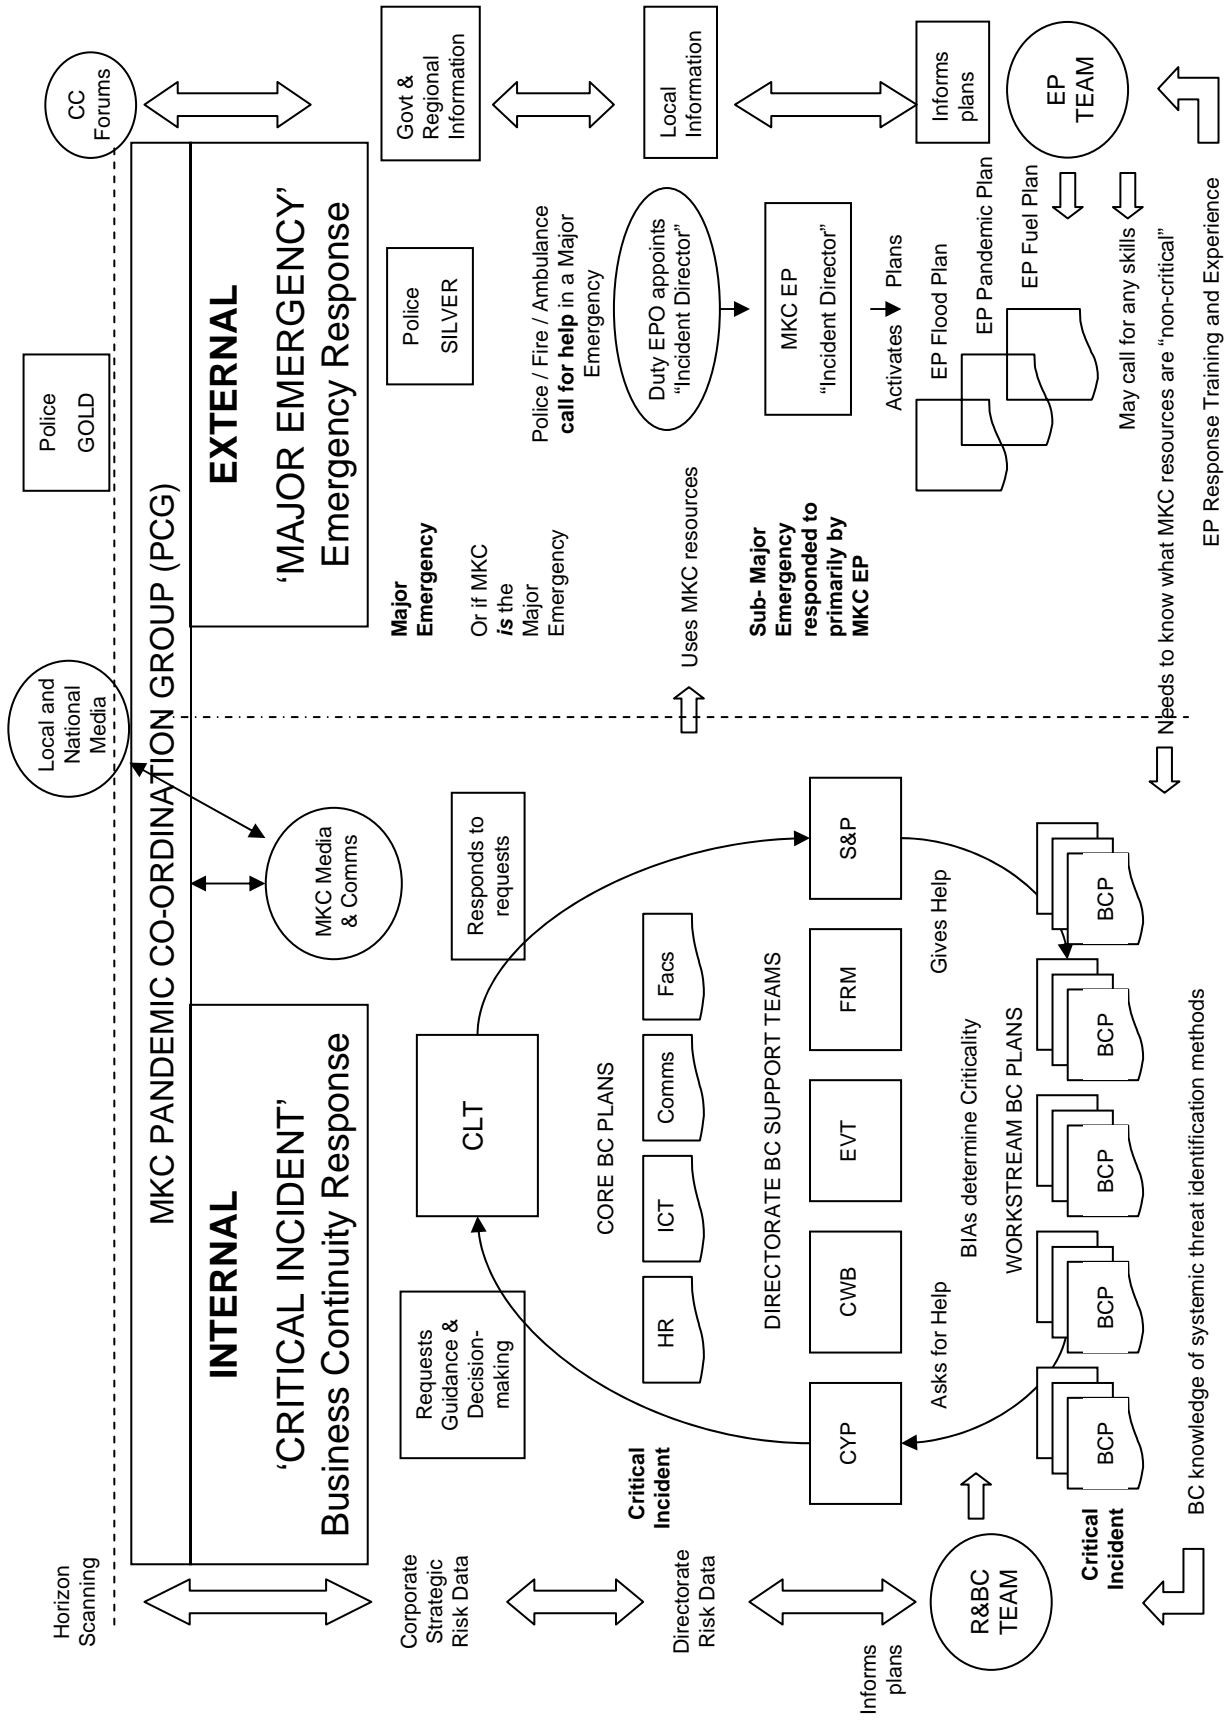 Horizon
Scanning
Local and
National
Media
Police
GOLD
CC
Forums
MKC PANDEMIC CO-ORDINATION GROUP (PCG)
INTERNAL
‘CRITICAL INCIDENT’
Business Continuity Response
MKC Media
& Comms
EXTERNAL
‘MAJOR EMERGENCY’
Emergency Response
Corporate
Strategic
Risk Data
Requests
Guidance &
Decision-
making
CLT
Responds to
requests
Major
Emergency
Or if MKC
is the
Major
Emergency
Police
SILVER
Govt &
Regional
Information
Police / Fire / Ambulance
call for help in a Major
Emergency
Critical
Incident
CORE BC PLANS
HR
ICT
Comms
Facs
Directorate
Risk Data
Uses MKC resources
Duty EPO appoints
“Incident Director”
Local
Information
DIRECTORATE BC SUPPORT TEAMS
CYP
CWB
EVT
FRM
S&P
Sub- Major
Emergency
responded to
primarily by
MKC EP
MKC EP
“Incident Director”
Activates Plans
Informs
plans
Informs
plans
Asks for Help
Gives Help
BIAs determine Criticality
WORKSTREAM BC PLANS
EP Flood Plan
EP Pandemic Plan
EP Fuel Plan
R&BC
TEAM
EP
TEAM
Critical
Incident
BCP
BCP
BCP
BCP
BCP
May call for any skills
Needs to know what MKC resources are “non-critical”
BC knowledge of systemic threat identification methods
EP Response Training and Experience